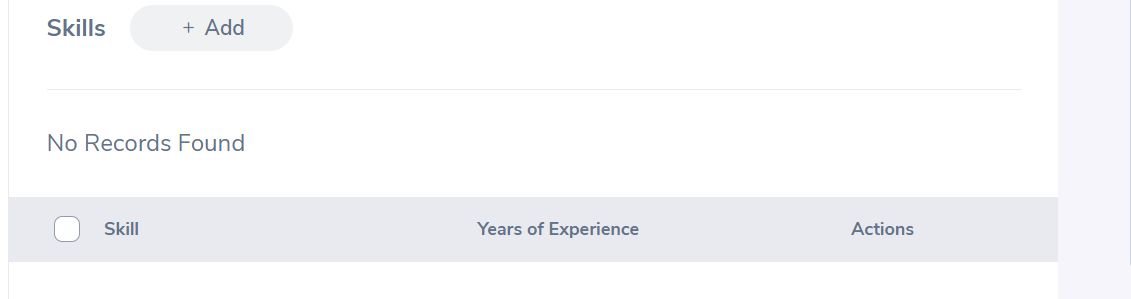 Skills + Add
No Records Found
Skill Years of Experience Actions